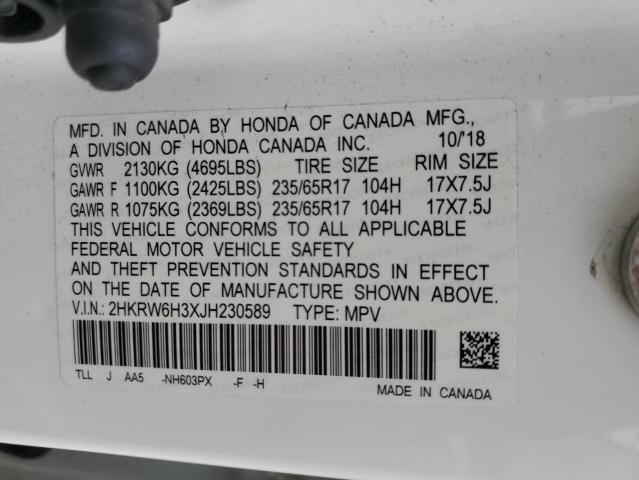 MFD. IN CANADA BY HONDA OF CANADA MFG.,
A DIVISION OF HONDA CANADA INC. 10/'18
GVWR 2130KG (4695LBS) TIRE SIZE RIM SIZE
GAWR F 1100KG (2425LBS) 235/65R17 104H 17X7.5J
GAWR R 1075KG (2369LBS) 235/65R17 104H 17X7.5J
THIS VEHICLE CONFORMS TO ALL APPLICABLE
FEDERAL MOTOR VEHICLE SAFETY
AND THEFT PREVENTION STANDARDS IN EFFECT
ON THE DATE OF MANUFACTURE SHOWN ABOVE.
V.I.N.: 2HKRW6H3XJH230589 TYPE: MPV
TLL J AA5 -NH603PX -F -H
MADE IN CANADA